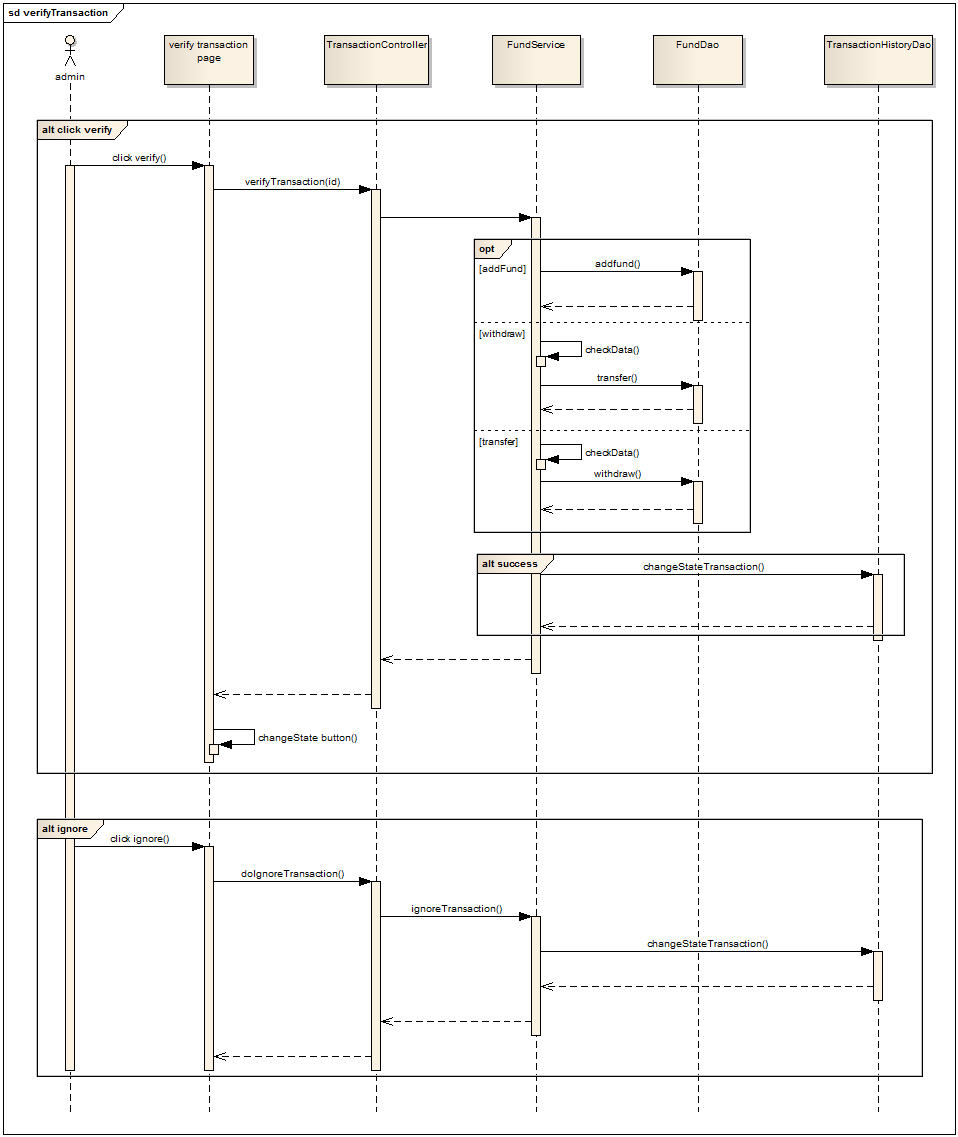 sd verifyTransaction
admin
verify transaction
page
TransactionController
FundService
FundDao
TransactionHistoryDao
alt click verify
click verify()
verifyTransaction(id)
opt
[addFund]
addfund()
[withdraw]
checkData()
transfer()
[transfer]
checkData()
withdraw()
alt success
changeStateTransaction()
changeState button()
alt ignore
click ignore()
doIgnoreTransaction()
ignoreTransaction()
changeStateTransaction()